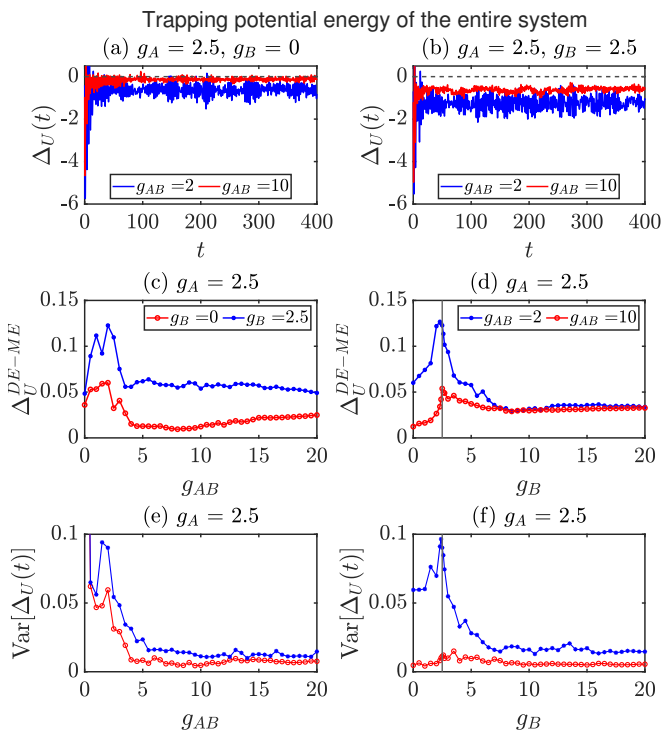 Trapping potential energy of the entire system
(a) g_A = 2.5, g_B = 0
(b) g_A = 2.5, g_B = 2.5
Δ_U(t)
0
-2
-4
-6
g_AB =2
g_AB =10
0 100 200 300 400
t
Δ_U(t)
0
-2
-4
-6
g_AB =2
g_AB =10
0 100 200 300 400
t
(c) g_A = 2.5
(d) g_A = 2.5
Δ_U^{DE-ME}
0.15
0.1
0.05
0
g_B =0
g_B =2.5
0 5 10 15 20
g_AB
Δ_U^{DE-ME}
0.15
0.1
0.05
0
g_AB =2
g_AB =10
0 5 10 15 20
g_B
(e) g_A = 2.5
(f) g_A = 2.5
Var[Δ_U(t)]
0.1
0.05
0
0 5 10 15 20
g_AB
Var[Δ_U(t)]
0.1
0.05
0
0 5 10 15 20
g_B